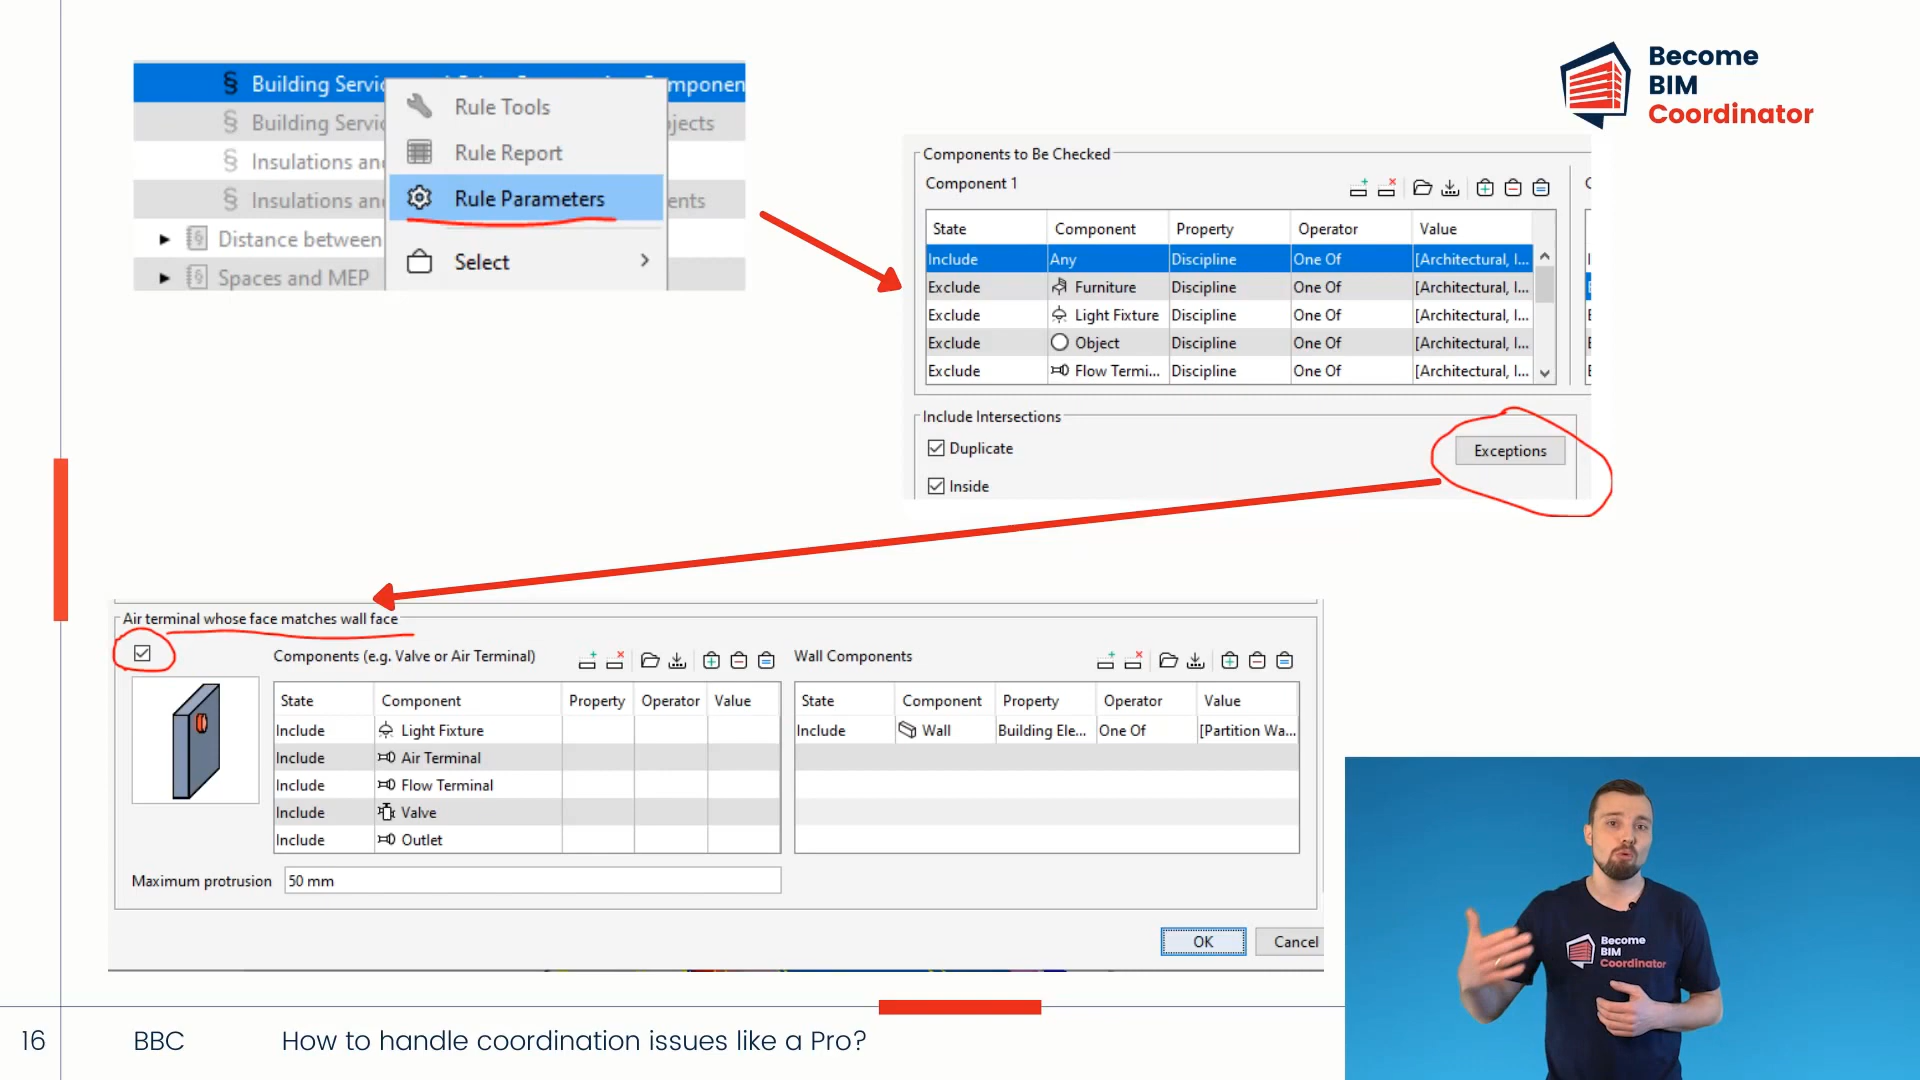 Become
BIM
Coordinator
§ Building Servic
mponen
§ Building Servic
jects
§ Insulations an
§ Insulations an
ents
Distance between
Spaces and MEP
Rule Tools
Rule Report
Rule Parameters
Select
Components to Be Checked
Component 1
State Component Property Operator Value
Include Any Discipline One Of [Architectural, I...
Exclude Furniture Discipline One Of [Architectural, I...
Exclude Light Fixture Discipline One Of [Architectural, I...
Exclude Object Discipline One Of [Architectural, I...
Exclude Flow Termi... Discipline One Of [Architectural, I...
Include Intersections
Duplicate
Exceptions
Inside
Air terminal whose face matches wall face
Components (e.g. Valve or Air Terminal)
State Component Property Operator Value
Include Light Fixture
Include Air Terminal
Include Flow Terminal
Include Valve
Include Outlet
Maximum protrusion 50 mm
Wall Components
State Component Property Operator Value
Include Wall Building Ele... One Of [Partition Wa...
OK Cancel
Become
BIM
Coordinator
16 BBC How to handle coordination issues like a Pro?